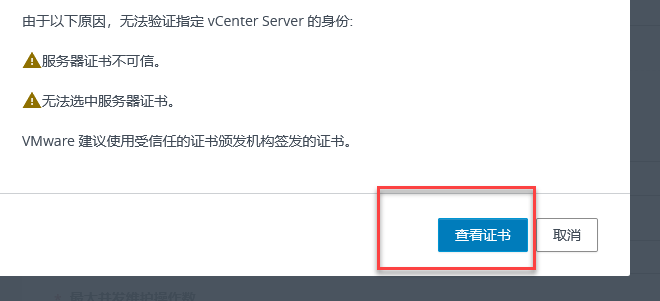 由于以下原因，无法验证指定 vCenter Server 的身份:
服务器证书不可信。
无法选中服务器证书。
VMware 建议使用受信任的证书颁发机构签发的证书。
查看证书
取消